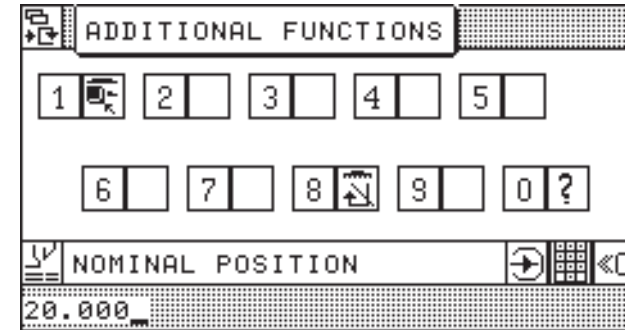 ADDITIONAL FUNCTIONS
1 2 3 4 5
6 7 8 9 0 ?
NOMINAL POSITION
20.000_